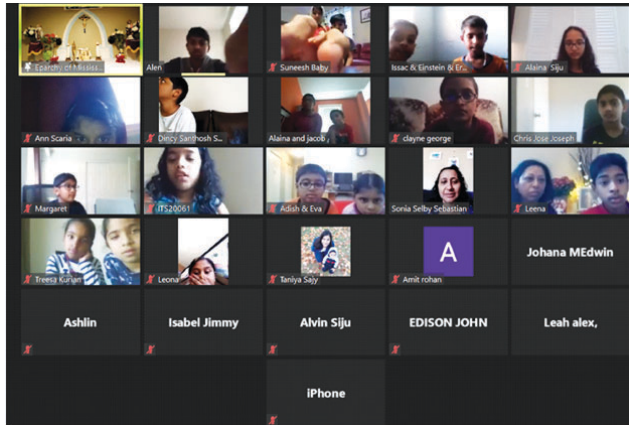 Eparchy of Mississ...
Alen
Suneesh Baby
Issac & Einstein & Er...
Alaina Siju
Ann Scaria
Dincy Santhosh S...
Alaina and jacob
clayne george
Chris Jose Joseph
Margaret
ITS20061
Adish & Eva
Sonia Selby Sebastian
Leena
Treesa Kurian
Leona
Taniya Sajy
A
Amit rohan
Johana MEdwin
Ashlin
Isabel Jimmy
Alvin Siju
EDISON JOHN
Leah alex,
iPhone